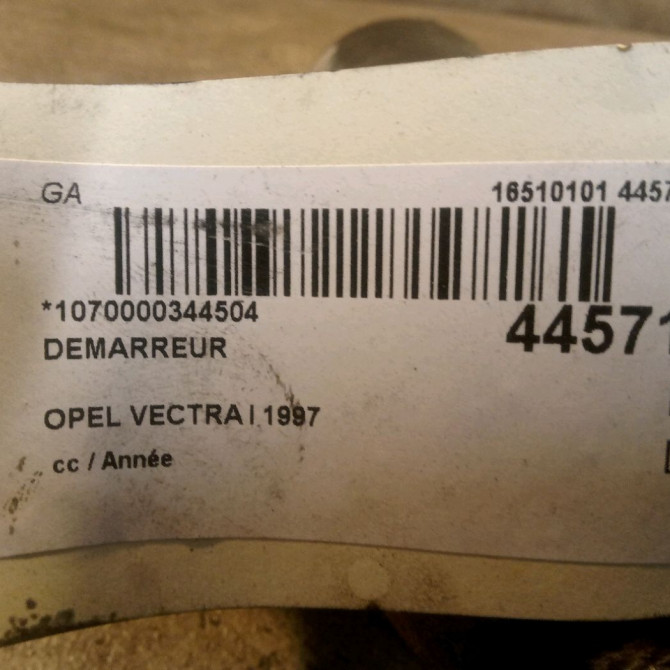 GA
16510101 4457
*1070000344504
44571
DEMARREUR
OPEL VECTRA I 1997
cc / Année